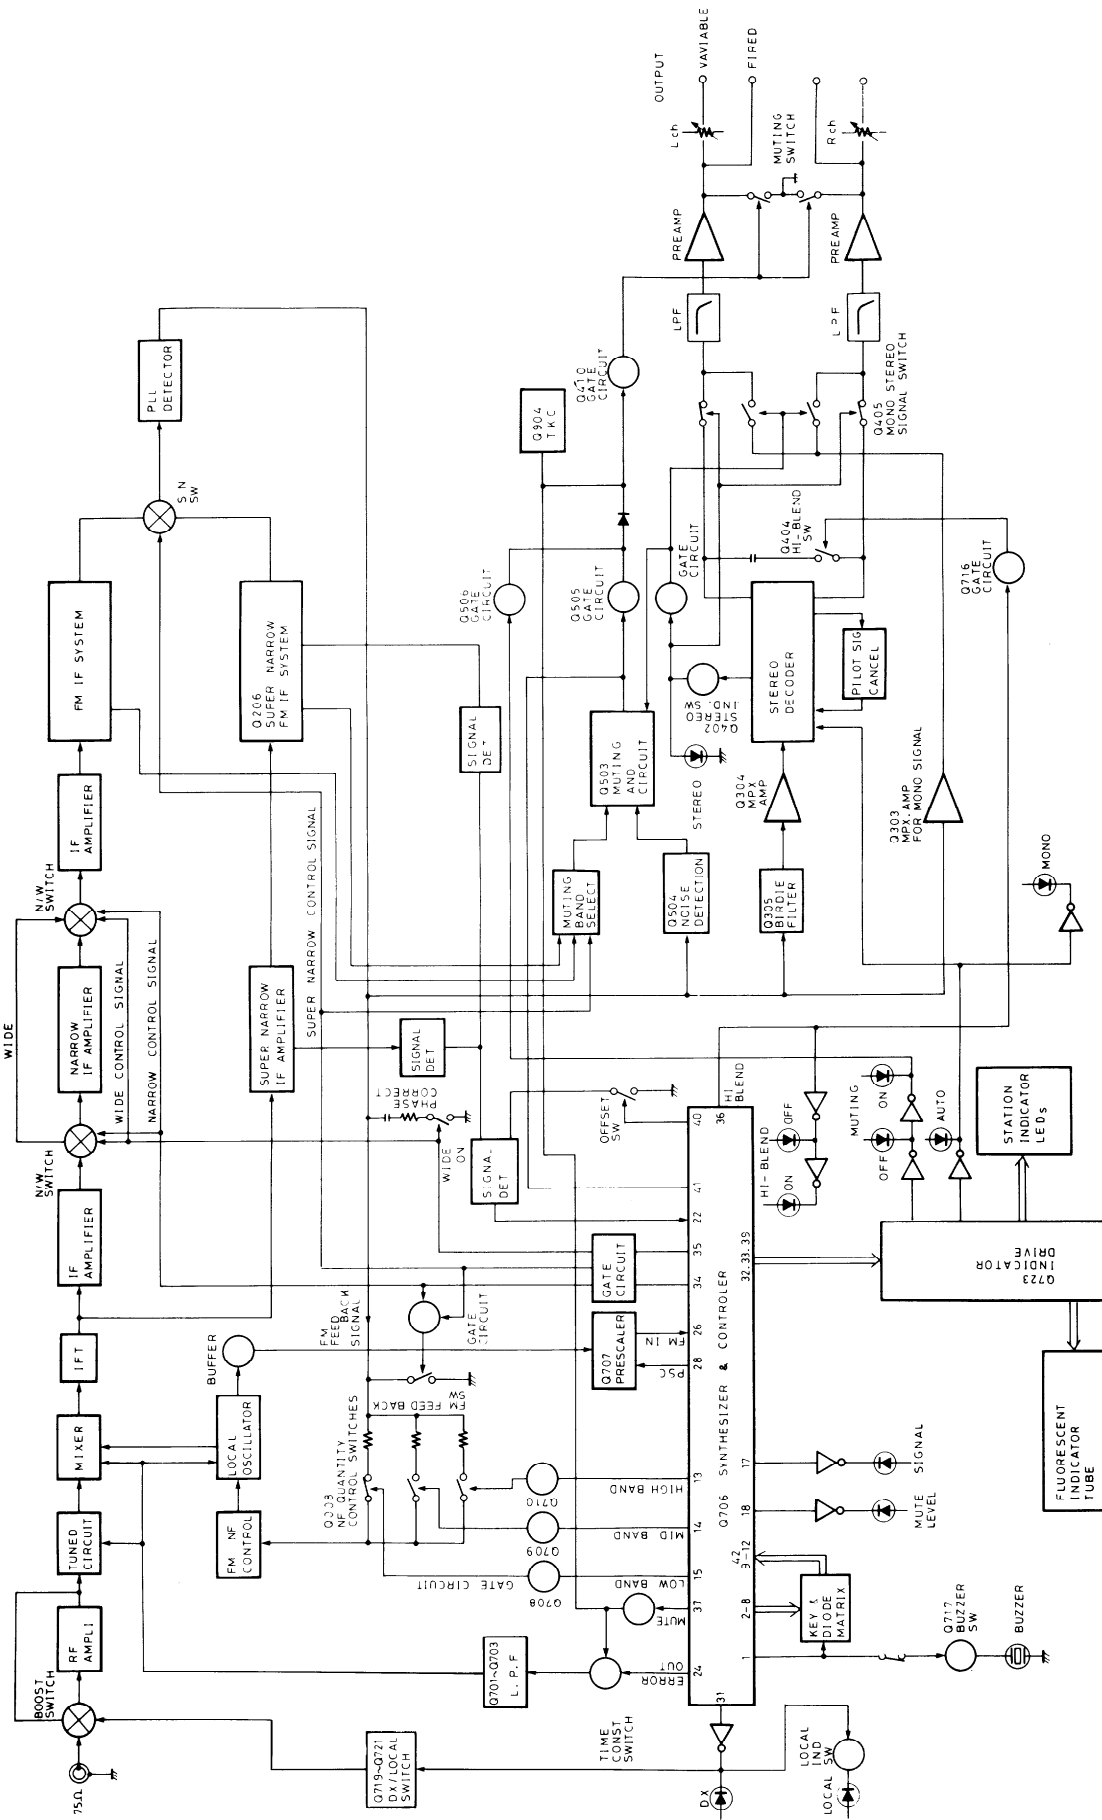 75Ω
BOOST
SWITCH
RF
AMPLI
TUNED
CIRCUIT
MIXER
IFT
IF
AMPLIFIER
N/W
SWITCH
WIDE
NARROW
IF AMPLIFIER
WIDE CONTROL SIGNAL
NARROW CONTROL SIGNAL
N/W
SWITCH
IF
AMPLIFIER
FM IF SYSTEM
S N
SW
PLL
DETECTOR
FM NF
CONTROL
LOCAL
OSCILLATOR
BUFFER
SUPER NARROW
IF AMPLIFIER
SUPER NARROW CONTROL SIGNAL
Q206
SUPER NARROW
FM IF SYSTEM
SIGNAL
DET
SIGNAL
DET
PHASE
CORRECT
WIDE
ON
FM
FEED
BACK
SIGNAL
GATE
CIRCUIT
FM FEED BACK
SW
NF QUANTITY
CONTROL SWITCHES
Q719~Q721
DX/LOCAL
SWITCH
Q701~Q703
L.P.F
Q708
Q709
Q710
GATE CIRCUIT
LOW BAND
MID BAND
HIGH BAND
Q707
PRESCALER
GATE
CIRCUIT
DET
OFFSET
SW
MUTING
BAND
SELECT
Q504
NOISE
DETECTION
Q503
MUTING
AND
CIRCUIT
Q506
GATE
CIRCUIT
Q505
GATE
CIRCUIT
Q904
TKC
Q410
GATE
CIRCUIT
GATE
CIRCUIT
Q402
STEREO
IND. SW
STEREO
Q305
BIRDIE
FILTER
Q304
MPX
AMP
STEREO
DECODER
PILOT SIG
CANCEL
Q404
HI-BLEND
SW
Q405
MONO STEREO
SIGNAL SWITCH
LPF
LPF
PREAMP
PREAMP
MUTING
SWITCH
Lch
Rch
OUTPUT
VAVIABLE
FIRED
Q303
MPX. AMP
FOR MONO SIGNAL
Q716
GATE
CIRCUIT
MONO
TIME
CONST
SWITCH
ERROR
OUT
MUTE
PSC
FM IN
HI
BLEND
31
24
37
15
14
13
28
26
34
35
22
41
40
36
1
2-8
42
9-12
18
17
32.33.39
Q706 SYNTHESIZER & CONTROLER
DX
LOCAL
LOCAL
IND
SW
KEY &
DIODE
MATRIX
Q717
BUZZER
SW
BUZZER
MUTE
LEVEL
SIGNAL
HI-BLEND
ON
OFF
MUTING
OFF
ON
AUTO
Q723
INDICATOR
DRIVE
STATION
INDICATOR
LEDs
FLUORESCENT
INDICATOR
TUBE